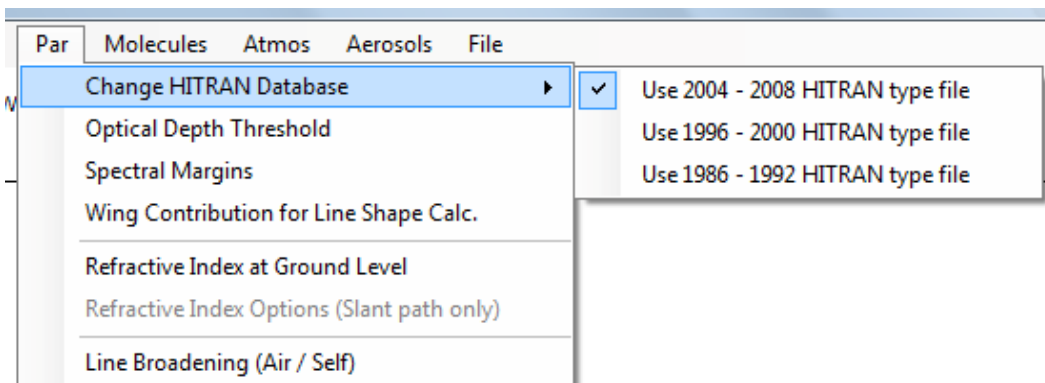 Par Molecules Atmos Aerosols File
Change HITRAN Database
Optical Depth Threshold
Spectral Margins
Wing Contribution for Line Shape Calc.
Refractive Index at Ground Level
Refractive Index Options (Slant path only)
Line Broadening (Air / Self)
Use 2004 - 2008 HITRAN type file
Use 1996 - 2000 HITRAN type file
Use 1986 - 1992 HITRAN type file